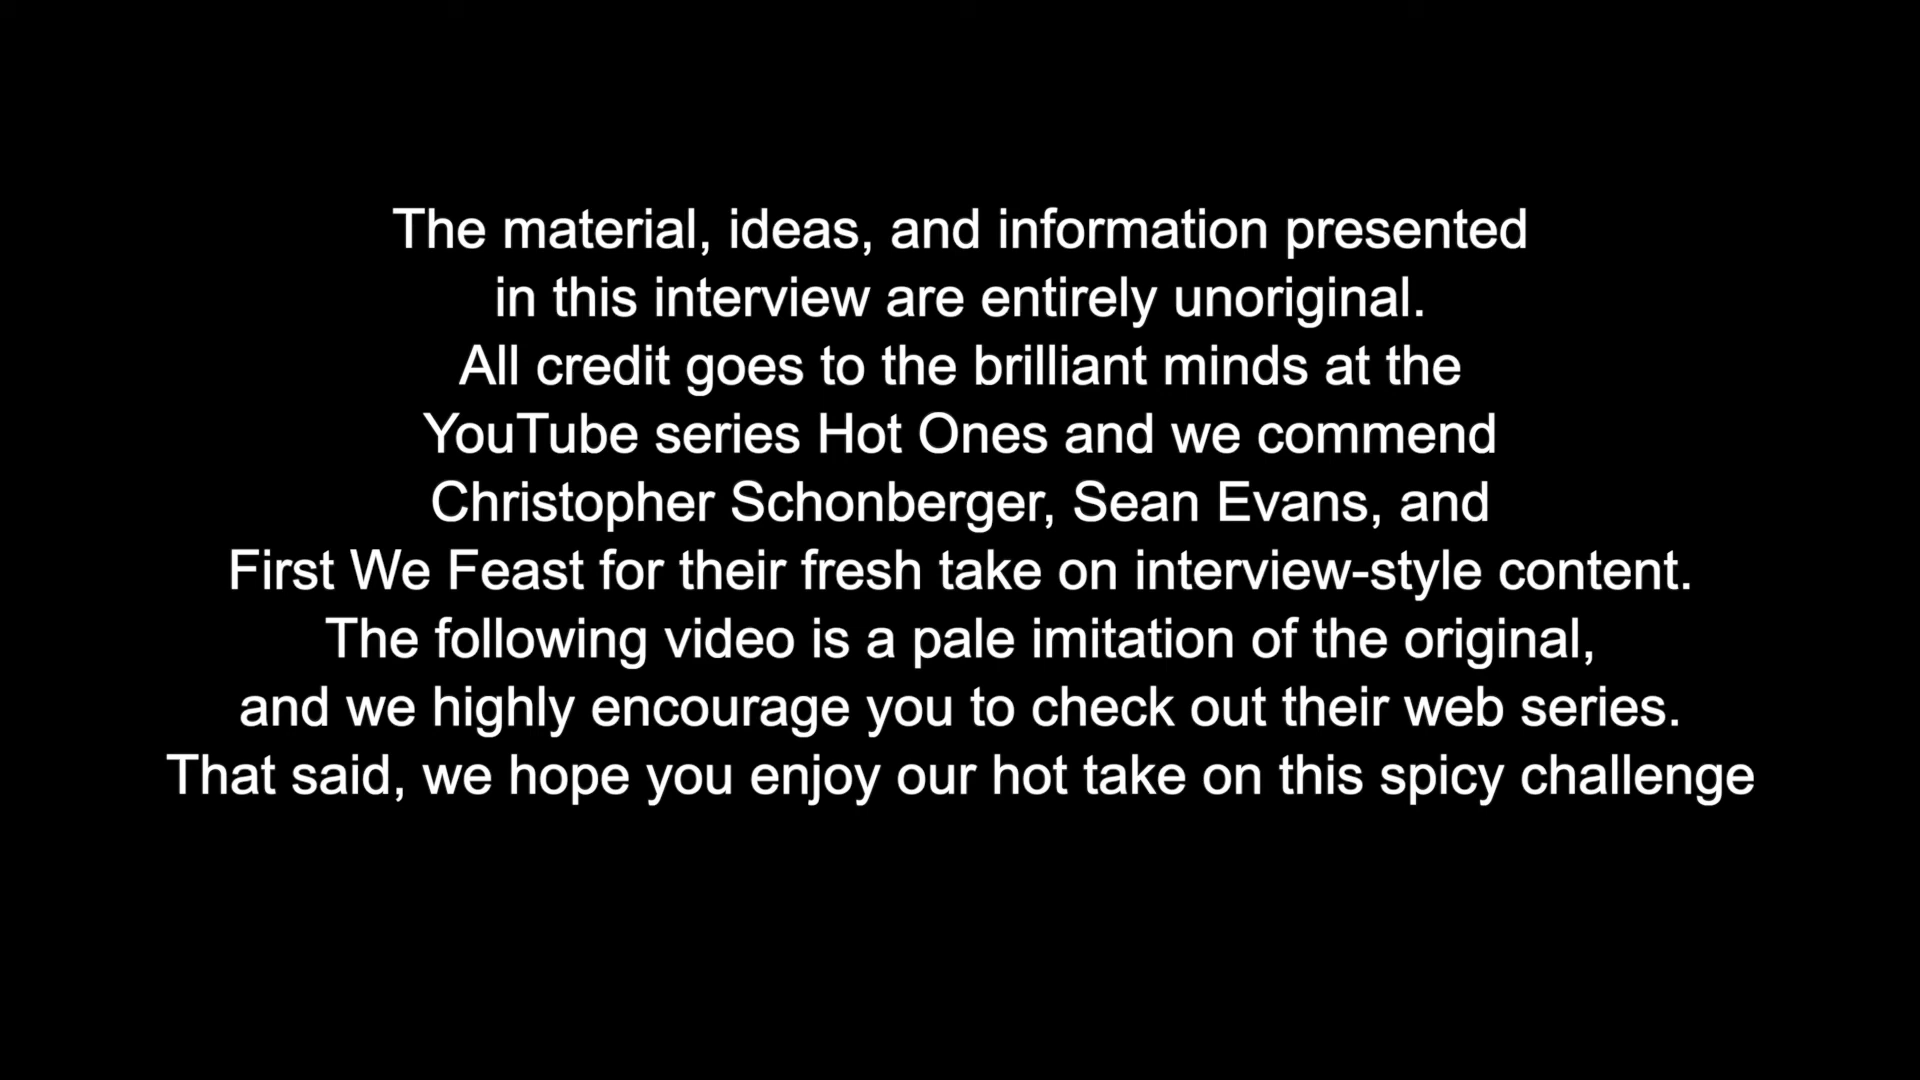 The material, ideas, and information presented
in this interview are entirely unoriginal.
All credit goes to the brilliant minds at the
YouTube series Hot Ones and we commend
Christopher Schonberger, Sean Evans, and
First We Feast for their fresh take on interview-style content.
The following video is a pale imitation of the original,
and we highly encourage you to check out their web series.
That said, we hope you enjoy our hot take on this spicy challenge